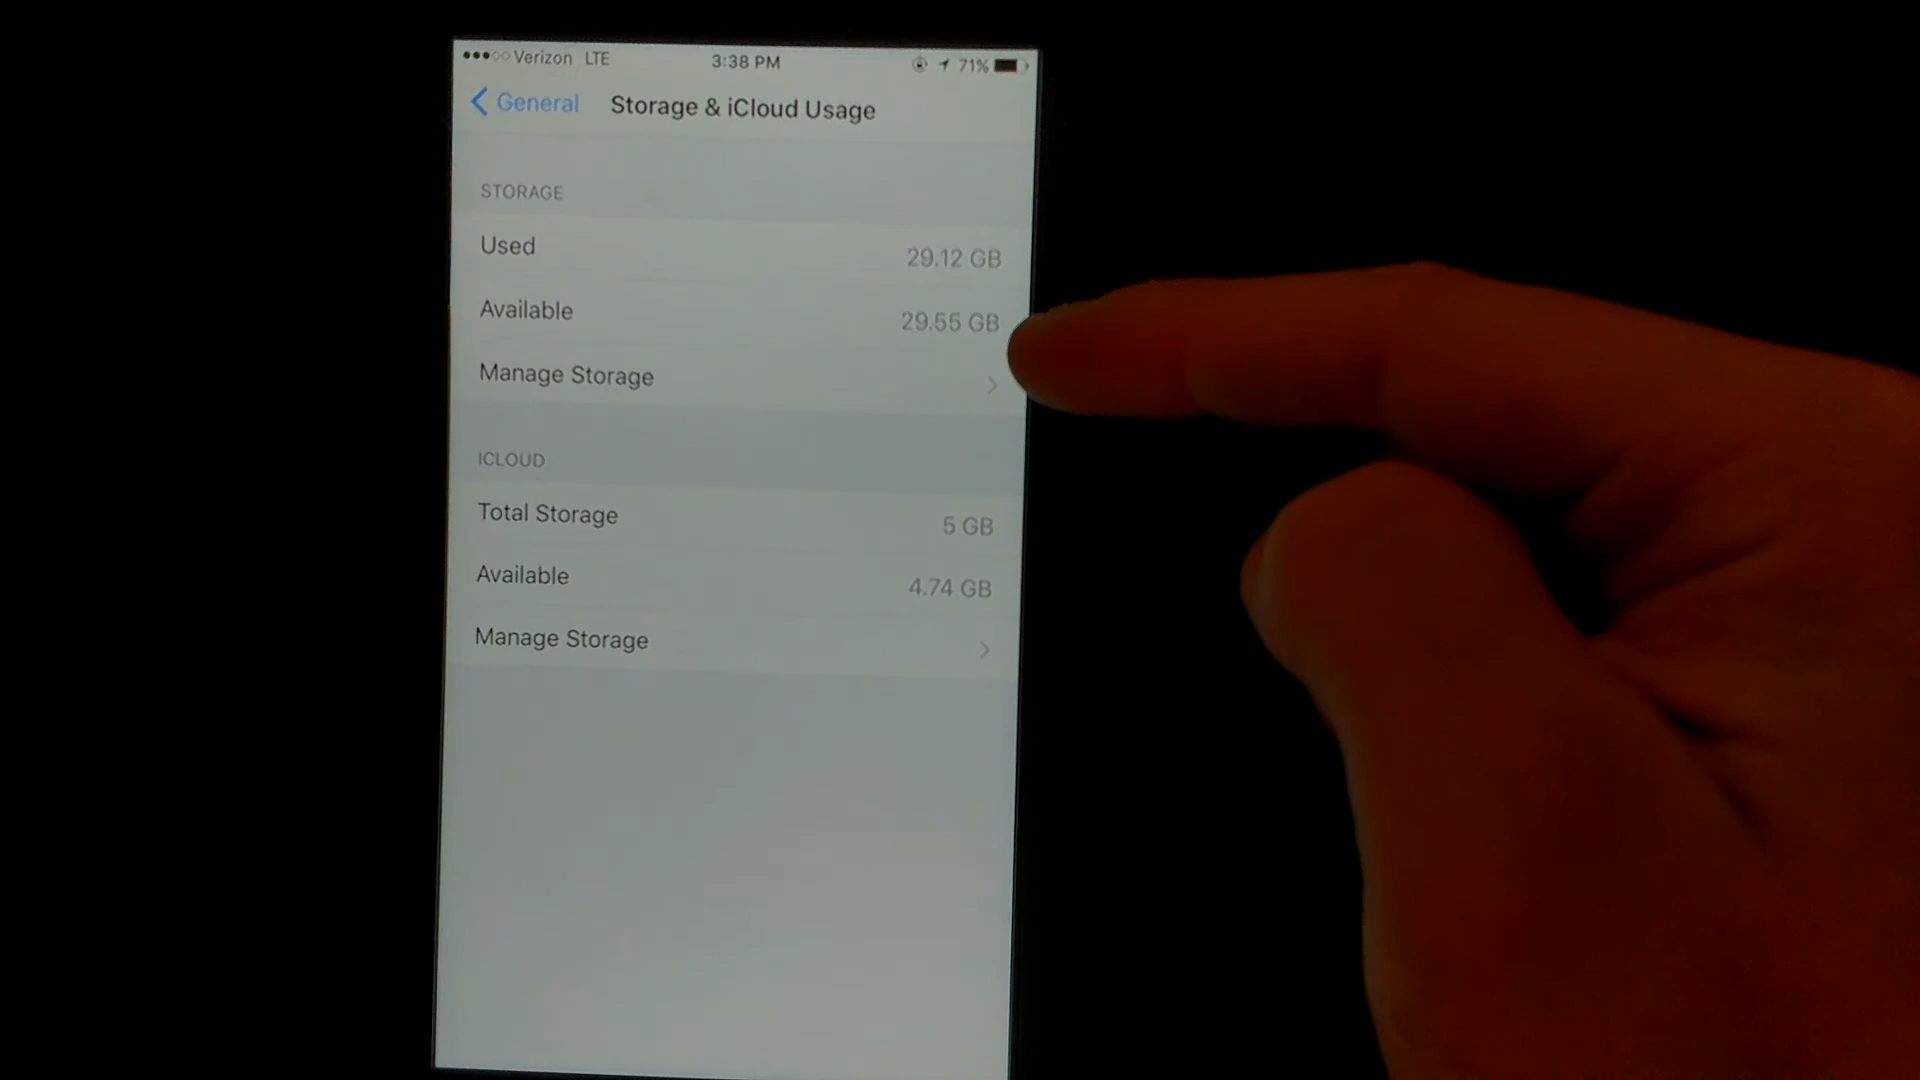 Verizon LTE 3:38 PM 71%
General Storage & iCloud Usage
STORAGE
Used 29.12 GB
Available 29.55 GB
Manage Storage
ICLOUD
Total Storage 5 GB
Available 4.74 GB
Manage Storage